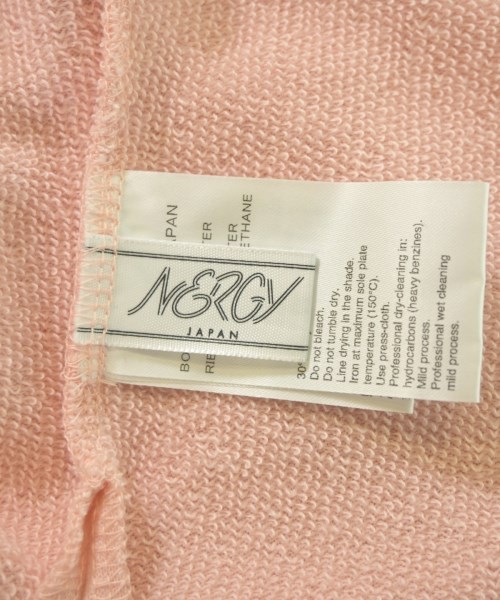 NERGY
JAPAN
30°
Do not bleach.
Do not tumble dry.
Line drying in the shade.
Iron at maximum sole plate
temperature (150°C).
Use press-cloth.
Professional dry-cleaning in:
hydrocarbons (heavy benzines).
Mild process.
Professional wet cleaning
mild process.